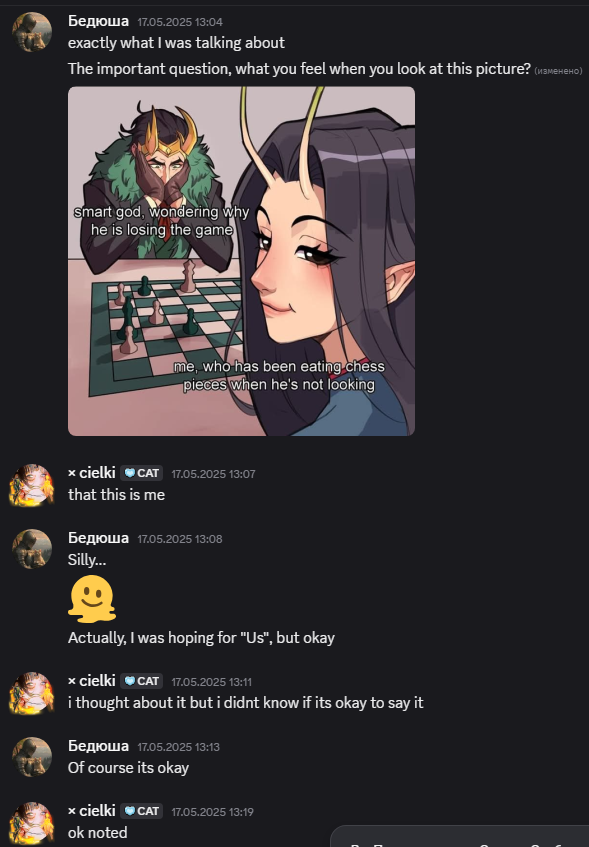 Бедюша 17.05.2025 13:04
exactly what I was talking about
The important question, what you feel when you look at this picture? (изменено)
smart god, wondering why
he is losing the game
me, who has been eating chess
pieces when he's not looking
× cielki CAT 17.05.2025 13:07
that this is me
Бедюша 17.05.2025 13:08
Silly...
Actually, I was hoping for "Us", but okay
× cielki CAT 17.05.2025 13:11
i thought about it but i didnt know if its okay to say it
Бедюша 17.05.2025 13:13
Of course its okay
× cielki CAT 17.05.2025 13:19
ok noted